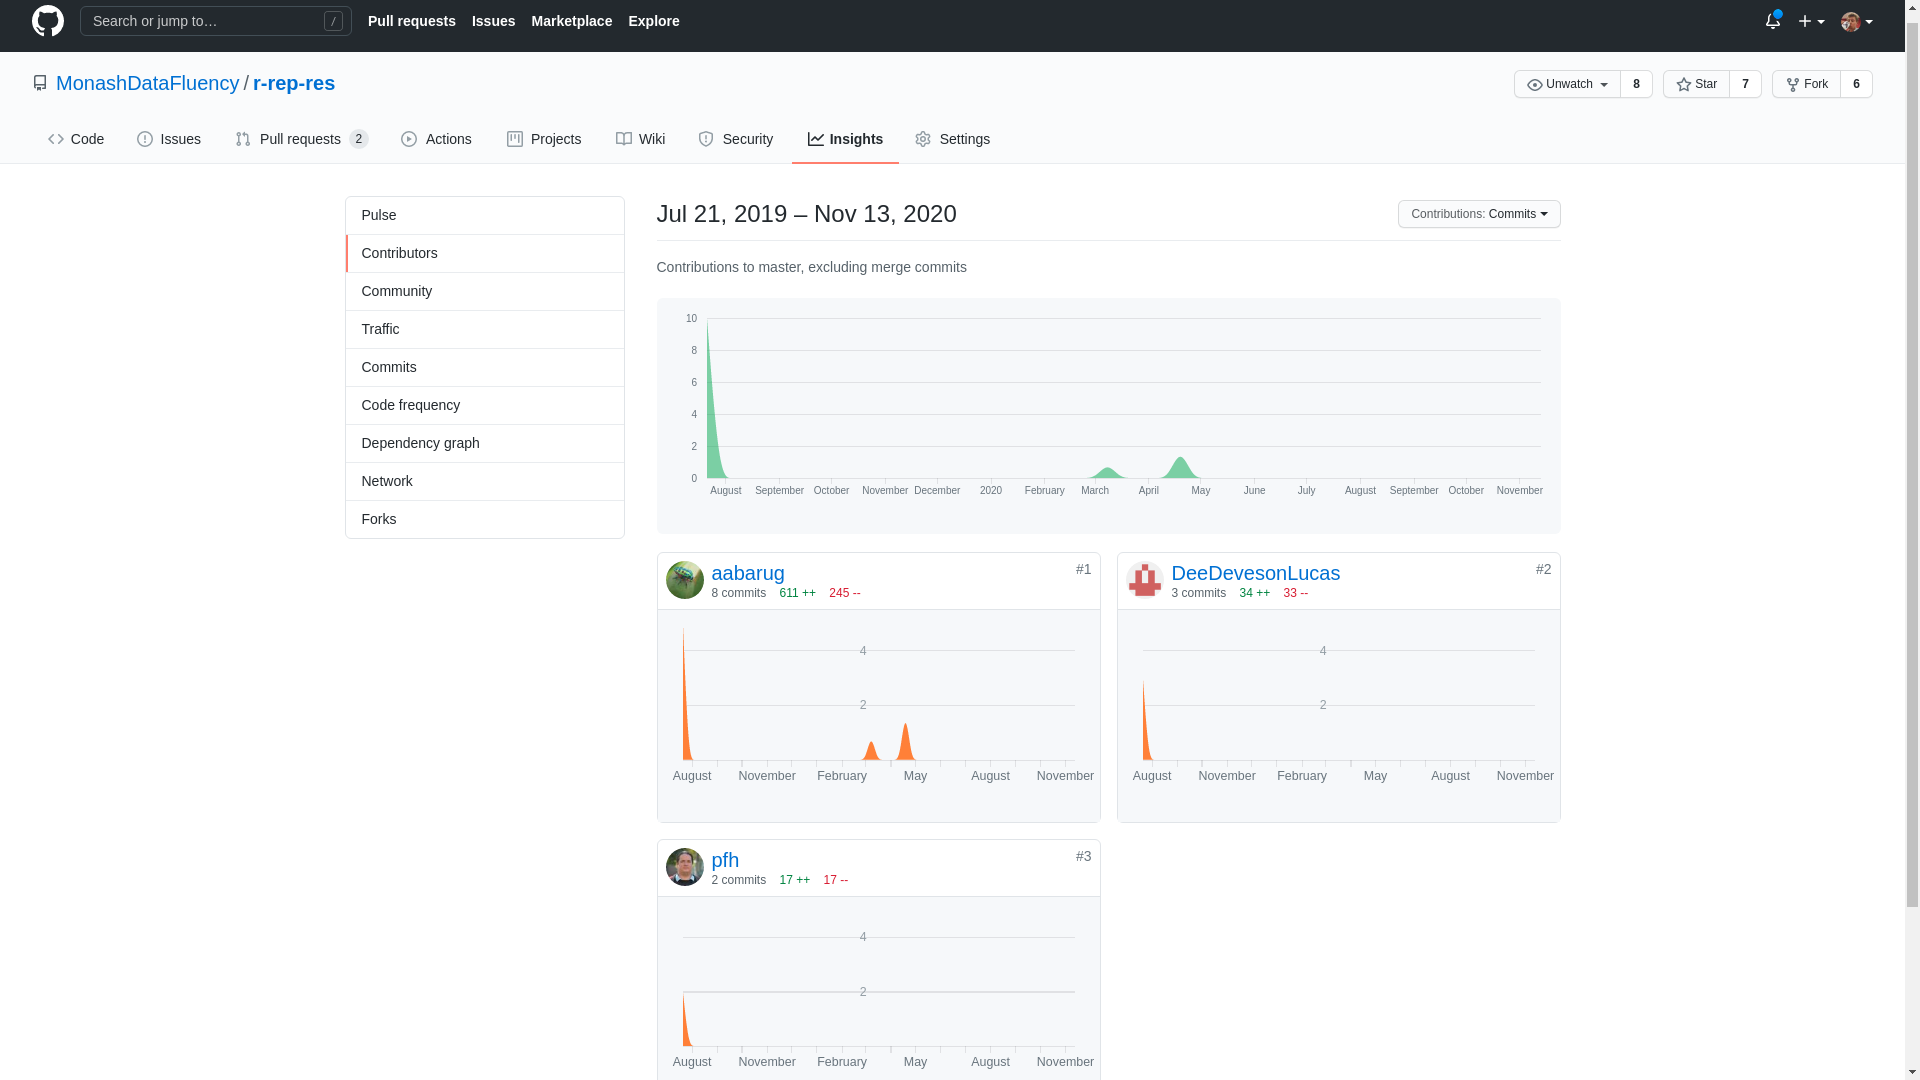 Search or jump to… /
Pull requests Issues Marketplace Explore
MonashDataFluency / r-rep-res
Unwatch 8 Star 7 Fork 6
Code Issues Pull requests 2 Actions Projects Wiki Security Insights Settings
Pulse
Contributors
Community
Traffic
Commits
Code frequency
Dependency graph
Network
Forks
Jul 21, 2019 – Nov 13, 2020
Contributions: Commits
Contributions to master, excluding merge commits
10
8
6
4
2
0
August September October November December 2020 February March April May June July August September October November
aabarug #1
8 commits 611 ++ 245 --
4
2
August November February May August November
DeeDevesonLucas #2
3 commits 34 ++ 33 --
4
2
August November February May August November
pfh #3
2 commits 17 ++ 17 --
4
2
August November February May August November